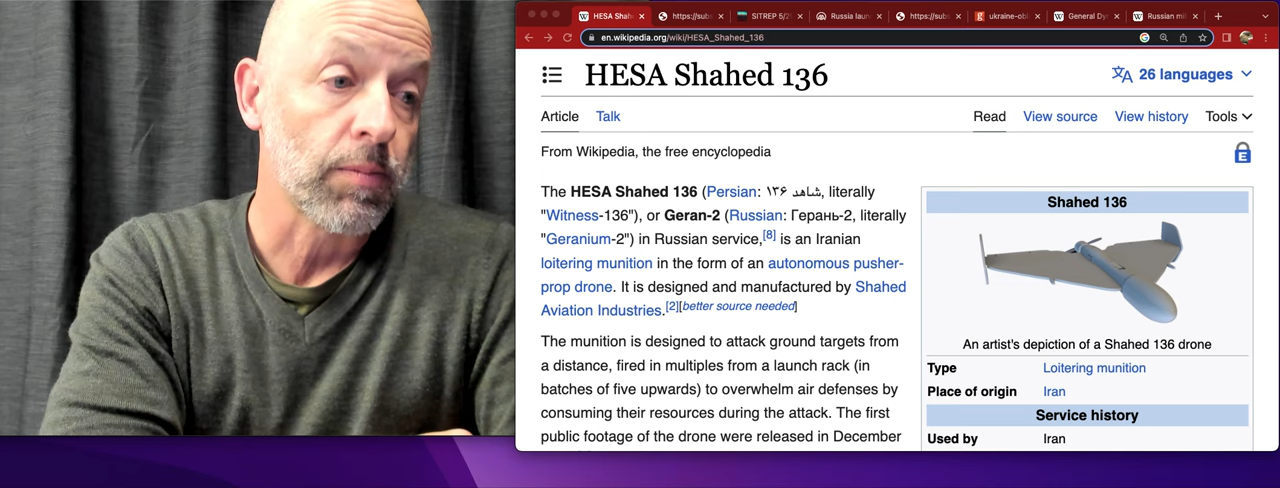 HESA Shahe
https://subs
SITREP 5/2
Russia laun
https://subs
ukraine-obl
General Dy
Russian mi
en.wikipedia.org/wiki/HESA_Shahed_136
HESA Shahed 136
26 languages
Article Talk Read View source View history Tools
From Wikipedia, the free encyclopedia
E
The HESA Shahed 136 (Persian: شاهد ۱۳۶, literally
"Witness-136"), or Geran-2 (Russian: Герань-2, literally
"Geranium-2") in Russian service,[8] is an Iranian
loitering munition in the form of an autonomous pusher-
prop drone. It is designed and manufactured by Shahed
Aviation Industries.[2][better source needed]
The munition is designed to attack ground targets from
a distance, fired in multiples from a launch rack (in
batches of five upwards) to overwhelm air defenses by
consuming their resources during the attack. The first
public footage of the drone were released in December
Shahed 136
An artist's depiction of a Shahed 136 drone
Type Loitering munition
Place of origin Iran
Service history
Used by Iran